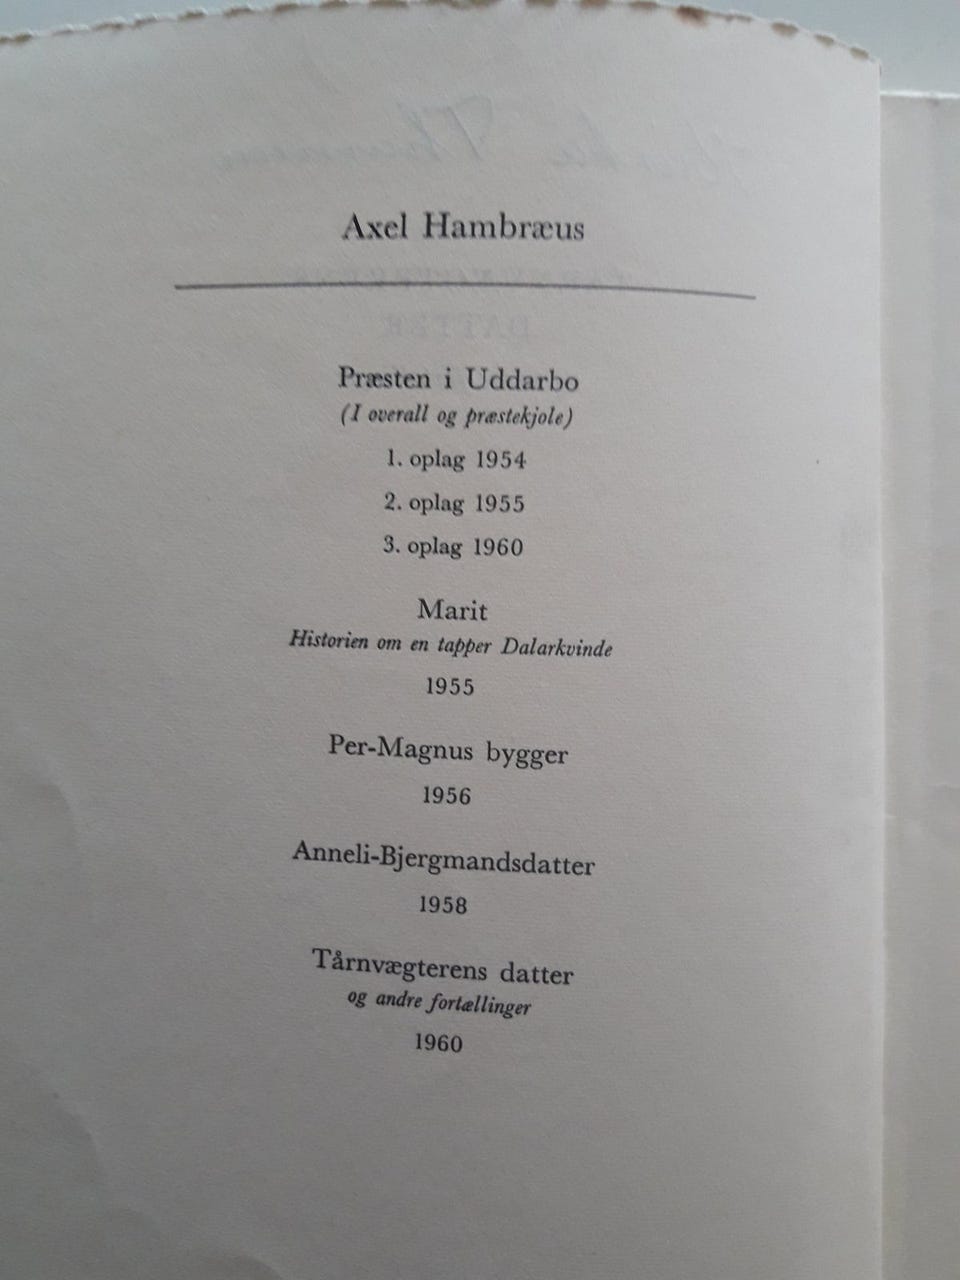 Axel Hambræus
Præsten i Uddarbo
(I overall og præstekjole)
1. oplag 1954
2. oplag 1955
3. oplag 1960
Marit
Historien om en tapper Dalarkvinde
1955
Per-Magnus bygger
1956
Anneli-Bjergmandsdatter
1958
Tårnvægterens datter
og andre fortællinger
1960